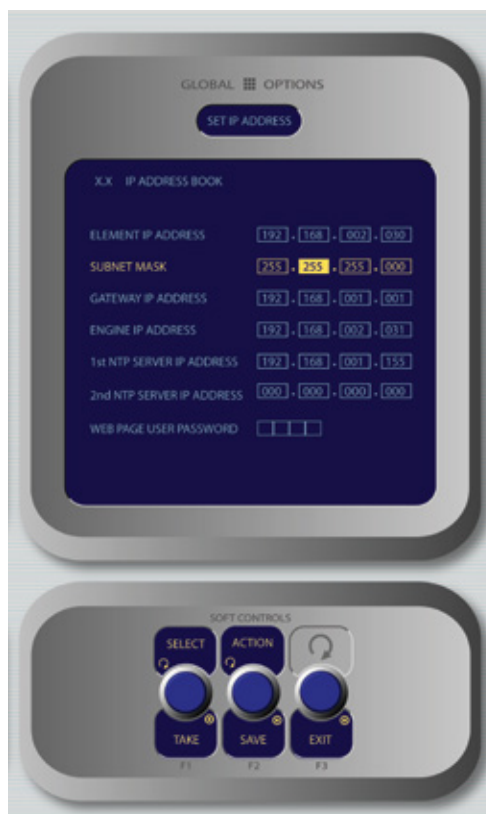 GLOBAL OPTIONS
SET IP ADDRESS
X.X IP ADDRESS BOOK
ELEMENT IP ADDRESS 192 . 168 . 002 . 030
SUBNET MASK 255 . 255 . 255 . 000
GATEWAY IP ADDRESS 192 . 168 . 001 . 001
ENGINE IP ADDRESS 192 . 168 . 002 . 031
1st NTP SERVER IP ADDRESS 192 . 168 . 001 . 155
2nd NTP SERVER IP ADDRESS 000 . 000 . 000 . 000
WEB PAGE USER PASSWORD
SOFT CONTROLS
SELECT ACTION
TAKE SAVE EXIT
F1 F2 F3